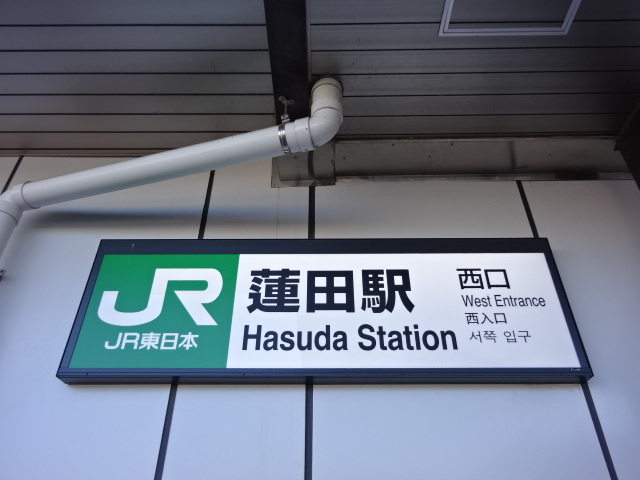 JR
JR東日本
蓮田駅
Hasuda Station
西口
West Entrance
西入口
서쪽 입구